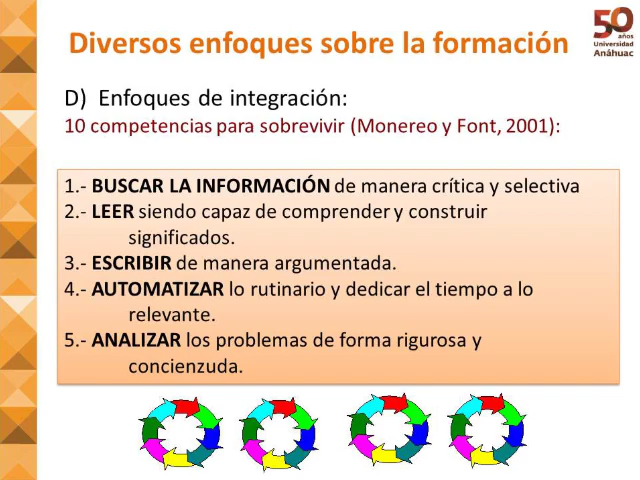 Diversos enfoques sobre la formación
50
años
Universidad
Anáhuac
D) Enfoques de integración:
10 competencias para sobrevivir (Monereo y Font, 2001):
1.- BUSCAR LA INFORMACIÓN de manera crítica y selectiva
2.- LEER siendo capaz de comprender y construir
significados.
3.- ESCRIBIR de manera argumentada.
4.- AUTOMATIZAR lo rutinario y dedicar el tiempo a lo
relevante.
5.- ANALIZAR los problemas de forma rigurosa y
concienzuda.